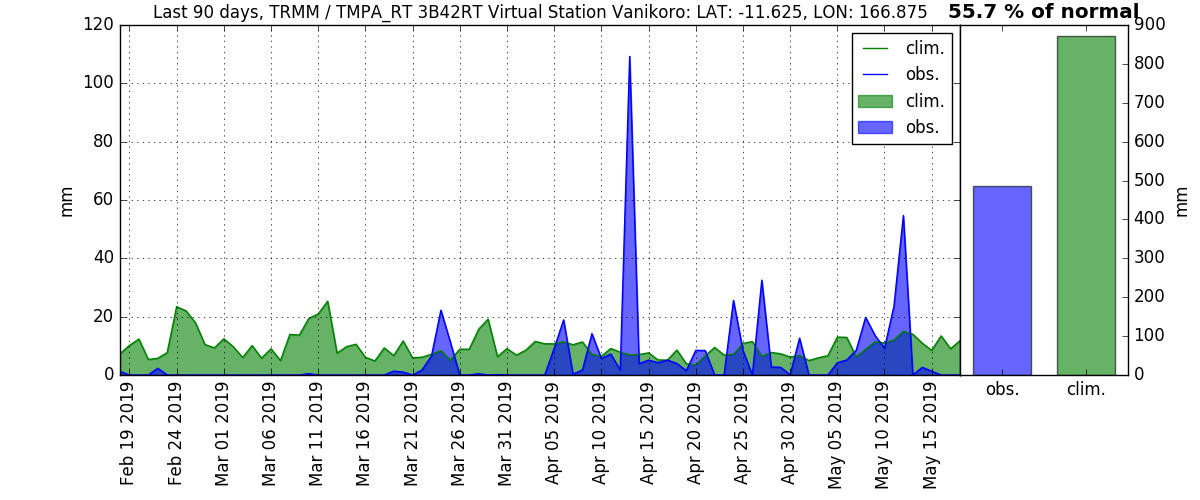 Last 90 days, TRMM / TMPA_RT 3B42RT Virtual Station Vanikoro: LAT: -11.625, LON: 166.875
55.7 % of normal
clim.
obs.
clim.
obs.
mm
120
100
80
60
40
20
0
Feb 19 2019
Feb 24 2019
Mar 01 2019
Mar 06 2019
Mar 11 2019
Mar 16 2019
Mar 21 2019
Mar 26 2019
Mar 31 2019
Apr 05 2019
Apr 10 2019
Apr 15 2019
Apr 20 2019
Apr 25 2019
Apr 30 2019
May 05 2019
May 10 2019
May 15 2019
900
800
700
600
500
400
300
200
100
0
mm
obs.
clim.